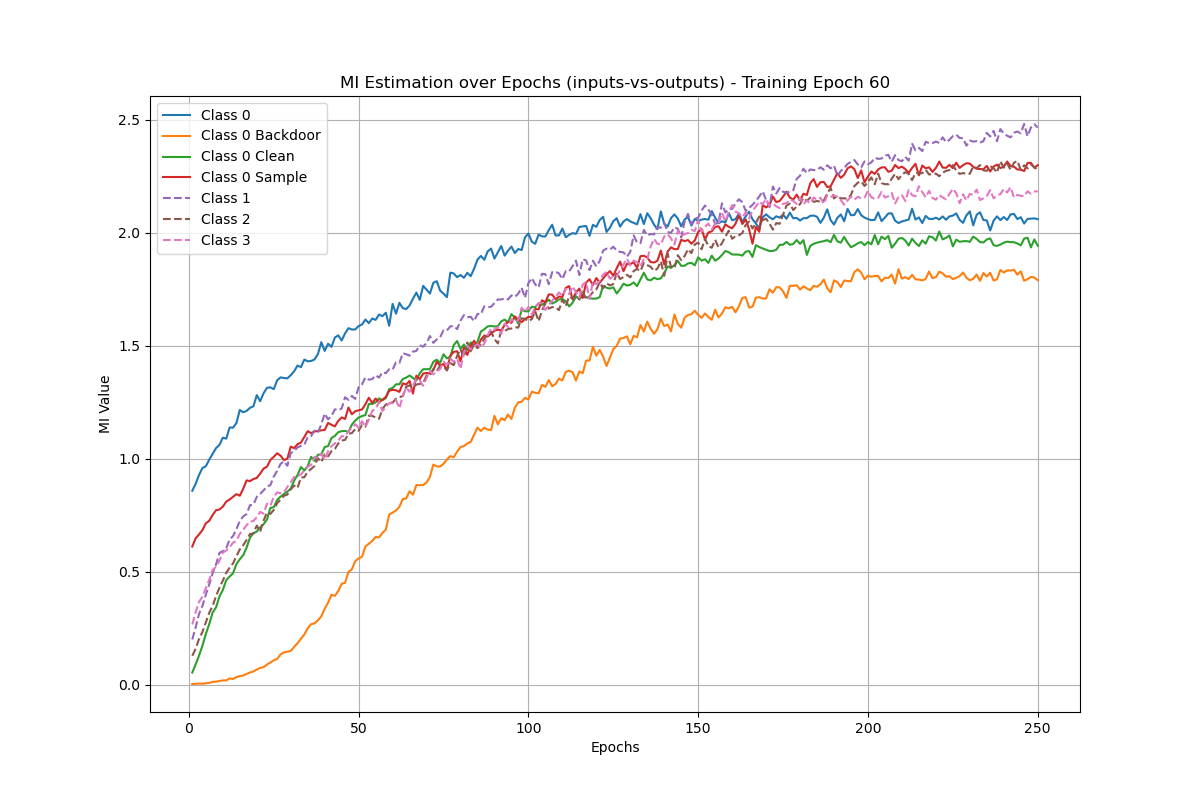 MI Estimation over Epochs (inputs-vs-outputs) - Training Epoch 60
Class 0
Class 0 Backdoor
Class 0 Clean
Class 0 Sample
Class 1
Class 2
Class 3
2.5
2.0
1.5
1.0
0.5
0.0
MI Value
0 50 100 150 200 250
Epochs